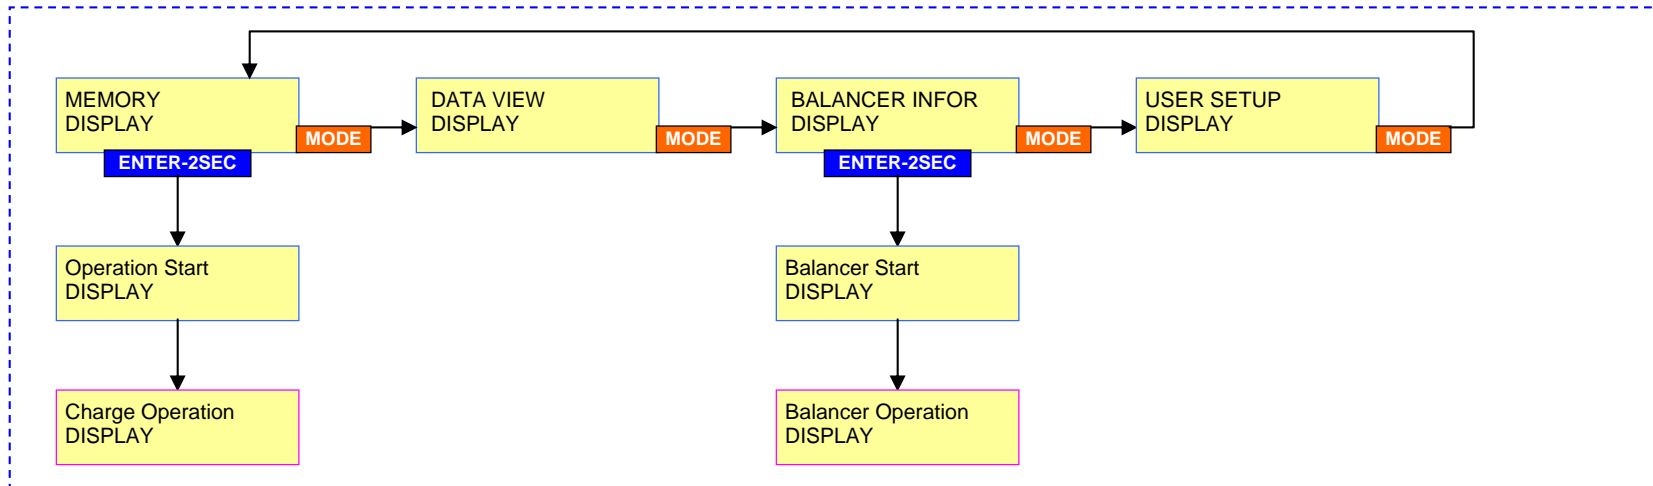 MEMORY
DISPLAY
MODE
ENTER-2SEC
DATA VIEW
DISPLAY
MODE
BALANCER INFOR
DISPLAY
MODE
ENTER-2SEC
USER SETUP
DISPLAY
MODE
Operation Start
DISPLAY
Balancer Start
DISPLAY
Charge Operation
DISPLAY
Balancer Operation
DISPLAY